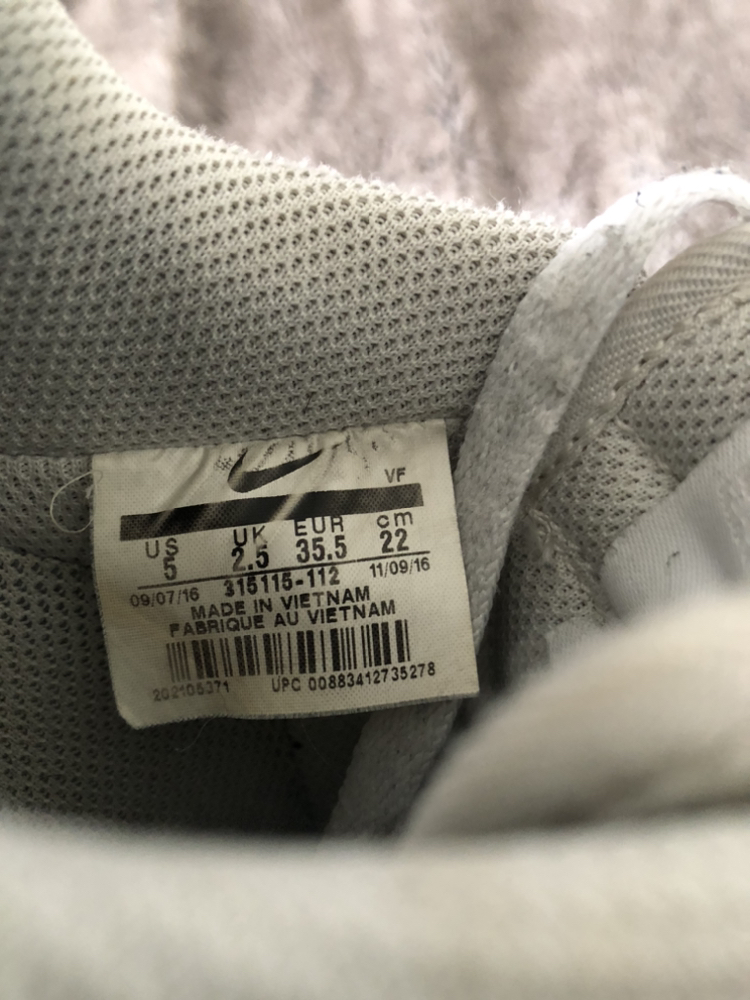 VF
US UK EUR cm
5 2.5 35.5 22
315115-112
09/07/16 11/09/16
MADE IN VIETNAM
FABRIQUE AU VIETNAM
202105371 UPC 00883412735278